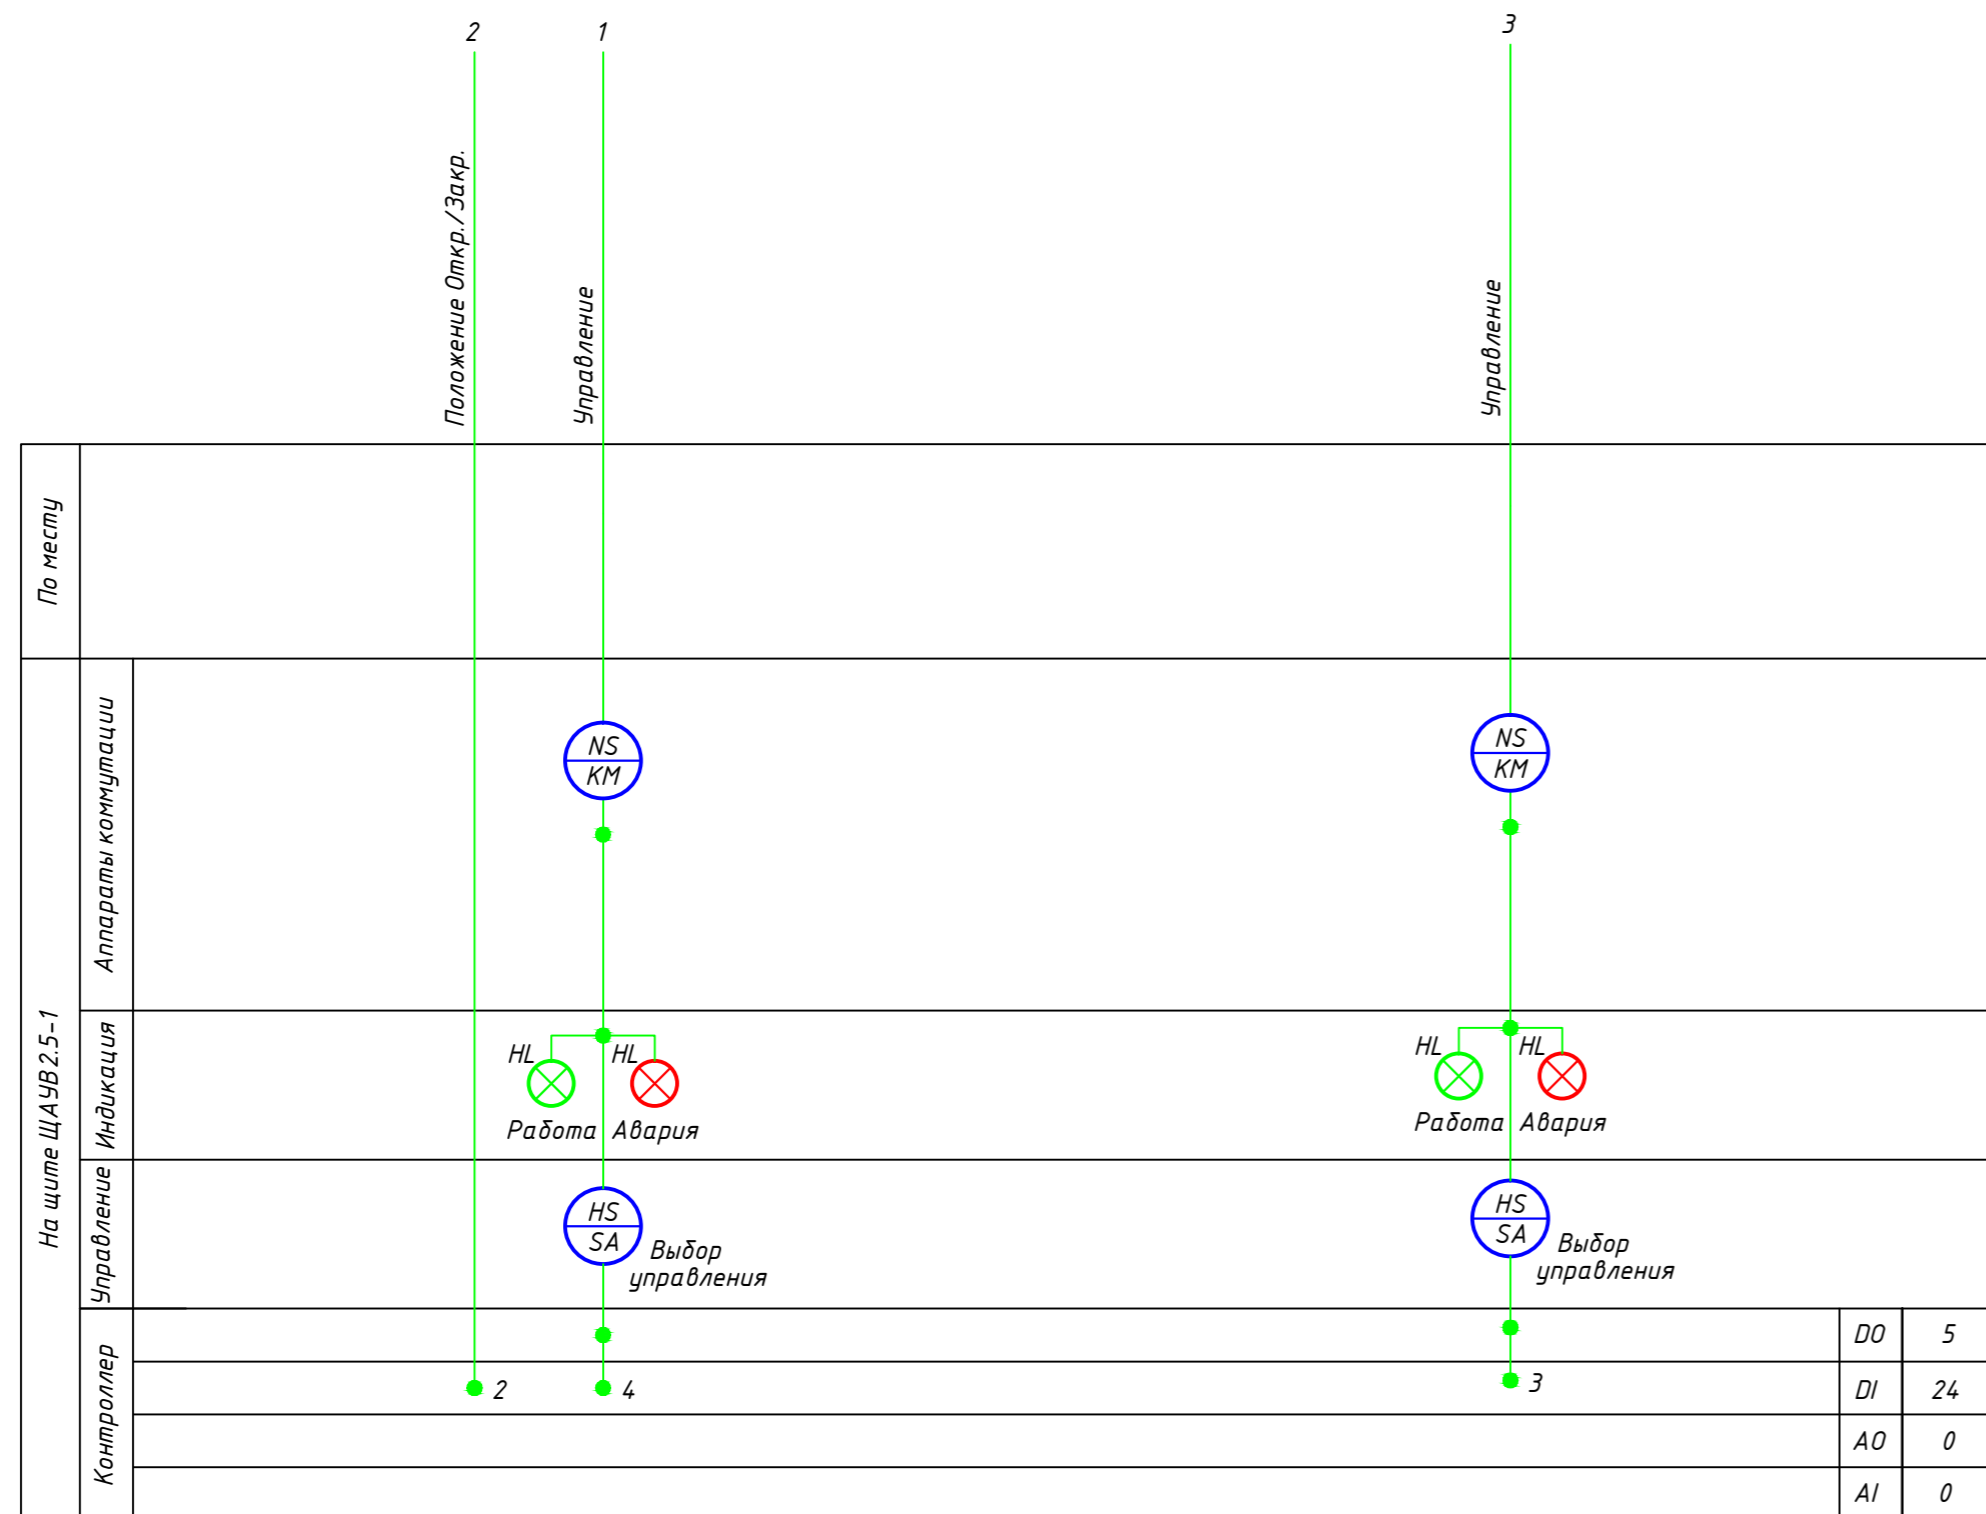 2
1
3
Положение Откр./Закр.
Управление
Управление
По месту
На щите ЩАУВ2.5-1
Аппараты коммутации
NS
KM
NS
KM
Индикация
HL
HL
Работа
Авария
HL
HL
Работа
Авария
Управление
HS
SA
Выбор
управления
HS
SA
Выбор
управления
Контроллер
DO
5
2
4
3
DI
24
AO
0
AI
0